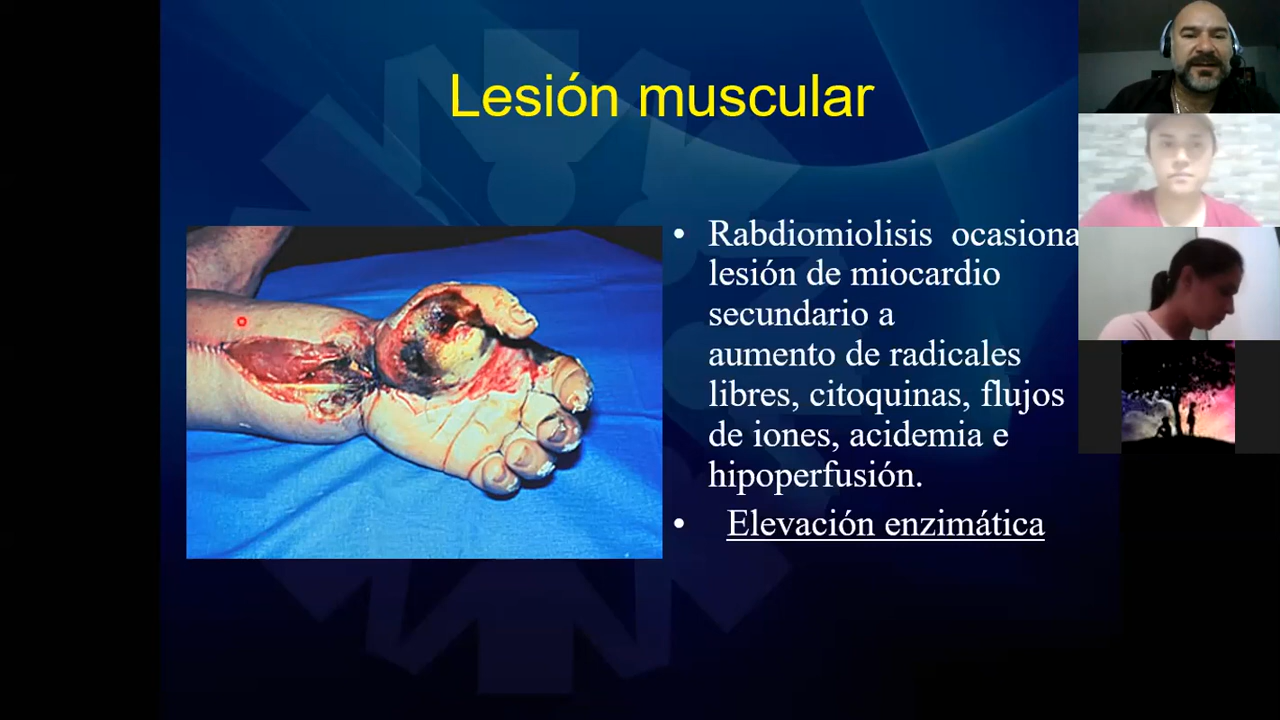 Lesión muscular
• Rabdiomiolisis ocasiona
lesión de miocardio
secundario a
aumento de radicales
libres, citoquinas, flujos
de iones, acidemia e
hipoperfusión.
• Elevación enzimática